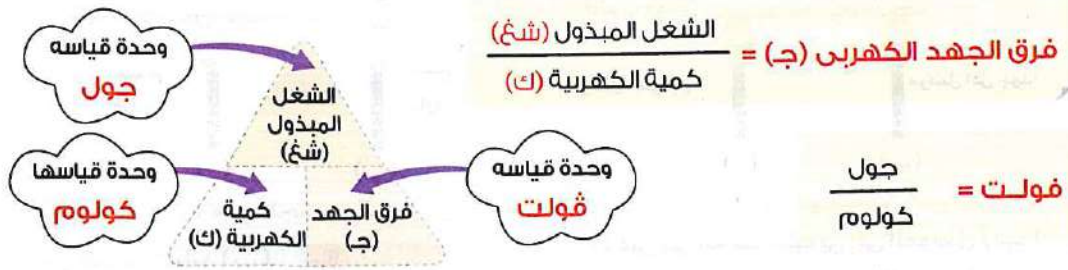 فرق الجهد الكهربى (جـ) = الشغل المبذول (شغ)
كمية الكهربية (ك)
فولــت = جول
كولوم
وحدة قياسه
جول
الشغل
المبذول
(شغ)
وحدة قياسه
ڤولت
وحدة قياسها
كولوم
فرق الجهد
(جـ)
كمية
الكهربية (ك)